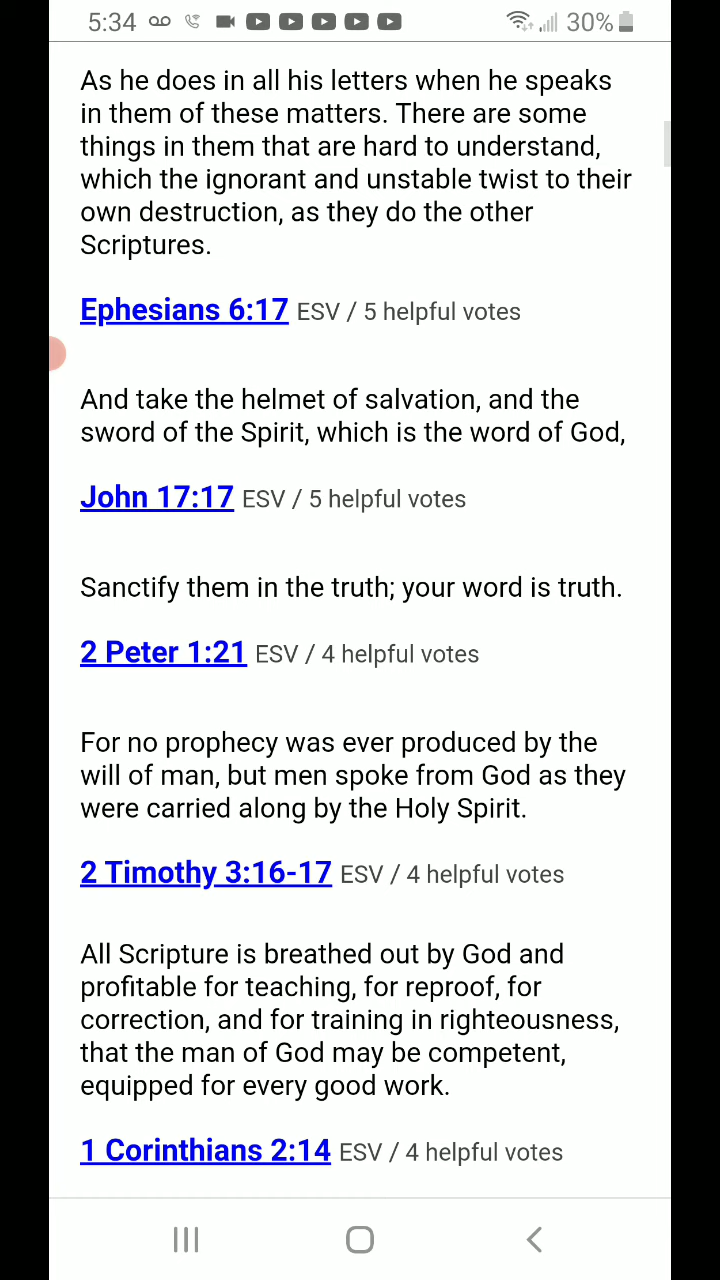 5:34
30%
As he does in all his letters when he speaks
in them of these matters. There are some
things in them that are hard to understand,
which the ignorant and unstable twist to their
own destruction, as they do the other
Scriptures.
Ephesians 6:17 ESV / 5 helpful votes
And take the helmet of salvation, and the
sword of the Spirit, which is the word of God,
John 17:17 ESV / 5 helpful votes
Sanctify them in the truth; your word is truth.
2 Peter 1:21 ESV / 4 helpful votes
For no prophecy was ever produced by the
will of man, but men spoke from God as they
were carried along by the Holy Spirit.
2 Timothy 3:16-17 ESV / 4 helpful votes
All Scripture is breathed out by God and
profitable for teaching, for reproof, for
correction, and for training in righteousness,
that the man of God may be competent,
equipped for every good work.
1 Corinthians 2:14 ESV / 4 helpful votes